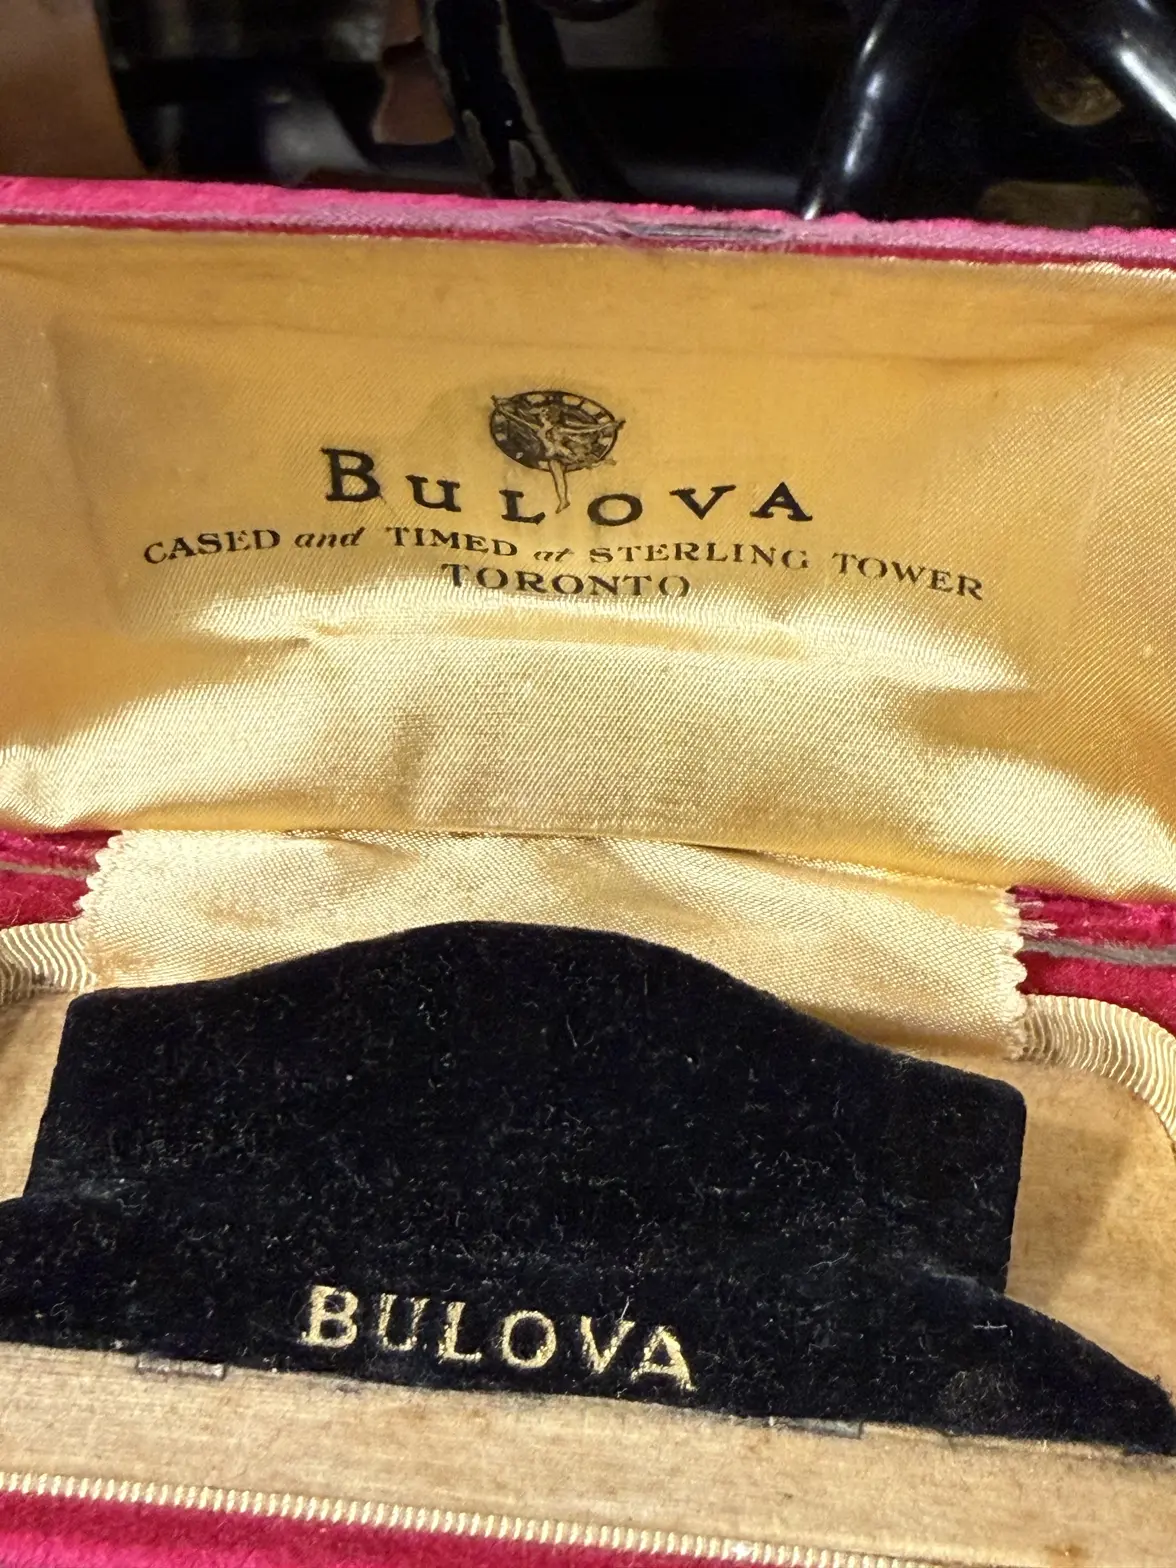 BULOVA
CASED and TIMED at STERLING TOWER
TORONTO
BULOVA